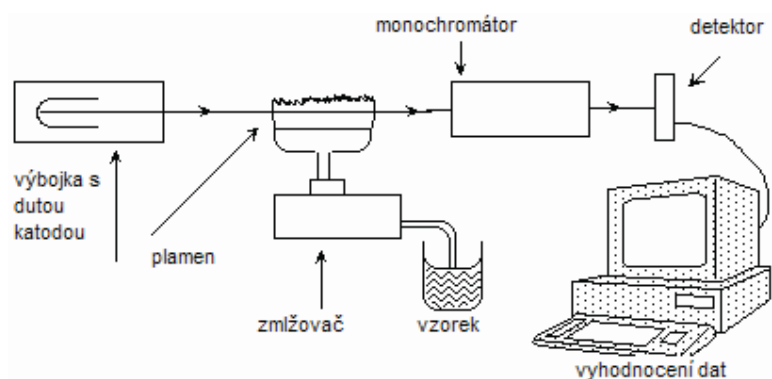 monochromátor
detektor
výbojka s
dutou
katodou
plamen
zmlžovač
vzorek
vyhodnocení dat